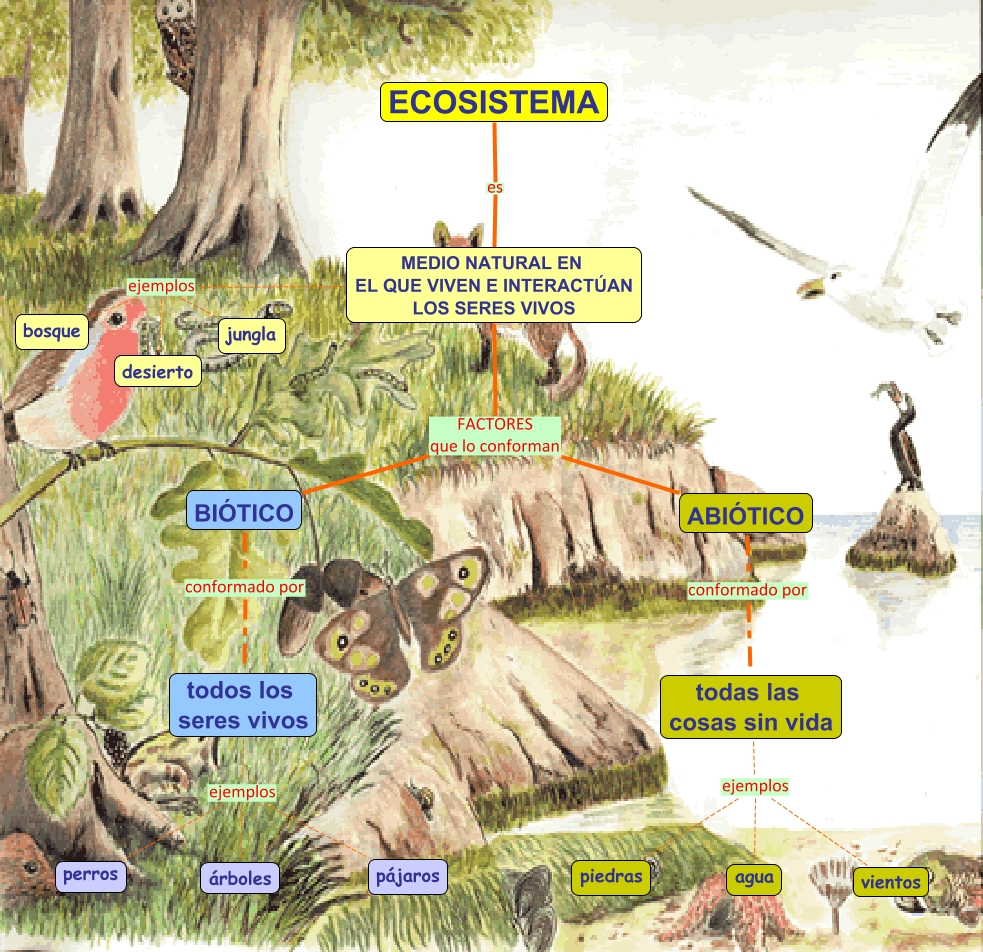 ECOSISTEMA
es
MEDIO NATURAL EN
EL QUE VIVEN E INTERACTÚAN
LOS SERES VIVOS
ejemplos
bosque
jungla
desierto
FACTORES
que lo conforman
BIÓTICO
ABIÓTICO
conformado por
conformado por
todos los
seres vivos
todas las
cosas sin vida
ejemplos
ejemplos
perros
árboles
pájaros
piedras
agua
vientos